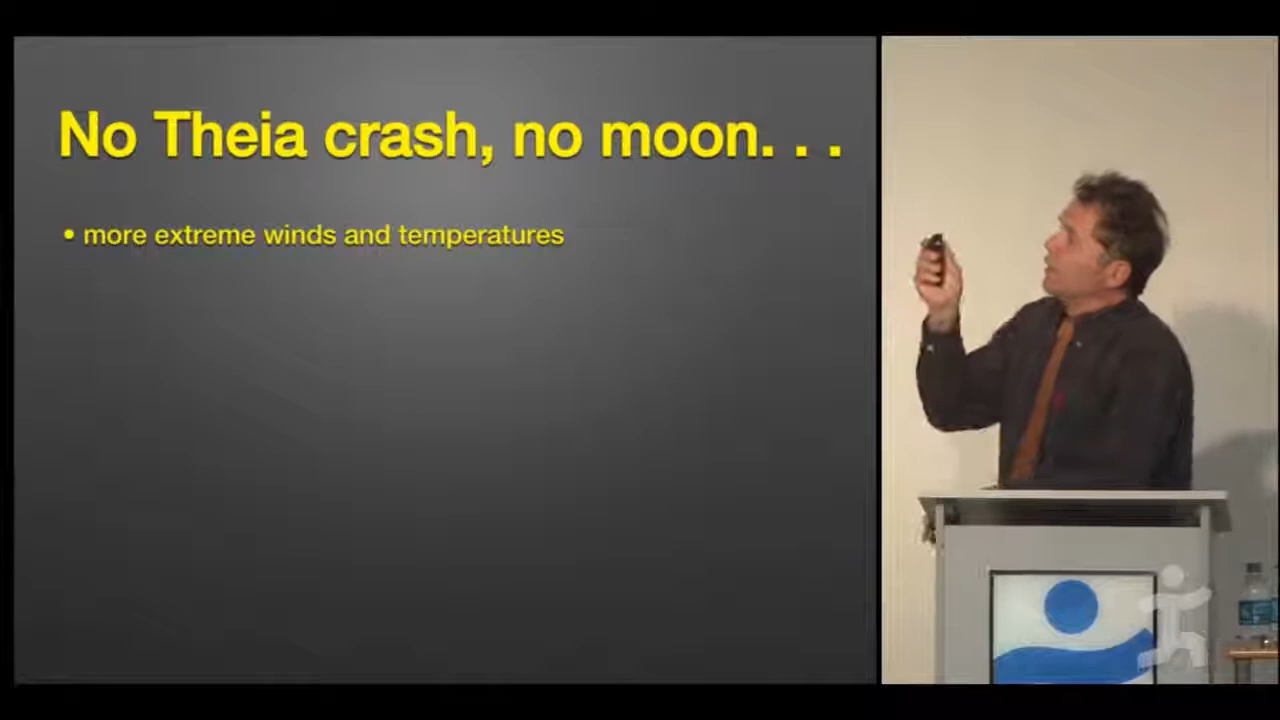 No Theia crash, no moon. . .
• more extreme winds and temperatures